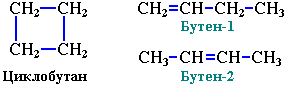 CH₂—CH₂
CH₂—CH₂
Циклобутан
CH₂=CH—CH₂—CH₃
Бутен-1
CH₃—CH=CH—CH₃
Бутен-2